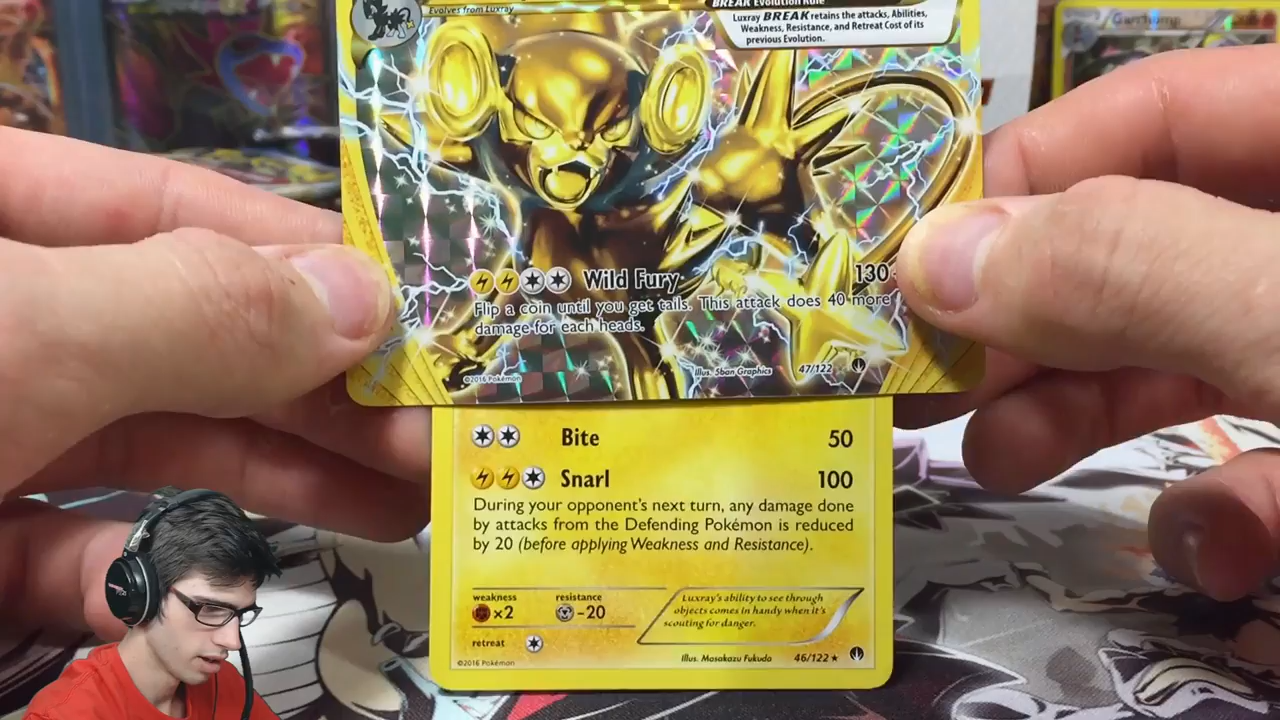 BREAK Evolution Rule
Evolves from Luxray
Luxray BREAK retains the attacks, Abilities,
Weakness, Resistance, and Retreat Cost of its
previous Evolution.
Wild Fury 130
Flip a coin until you get tails. This attack does 40 more
damage for each heads.
©2016 Pokémon
Illus. 5ban Graphics
47/122
Bite 50
Snarl 100
During your opponent's next turn, any damage done
by attacks from the Defending Pokémon is reduced
by 20 (before applying Weakness and Resistance).
weakness
×2
resistance
-20
Luxray's ability to see through
objects comes in handy when it's
scouting for danger.
retreat
©2016 Pokémon
Illus. Masakazu Fukuda
46/122★